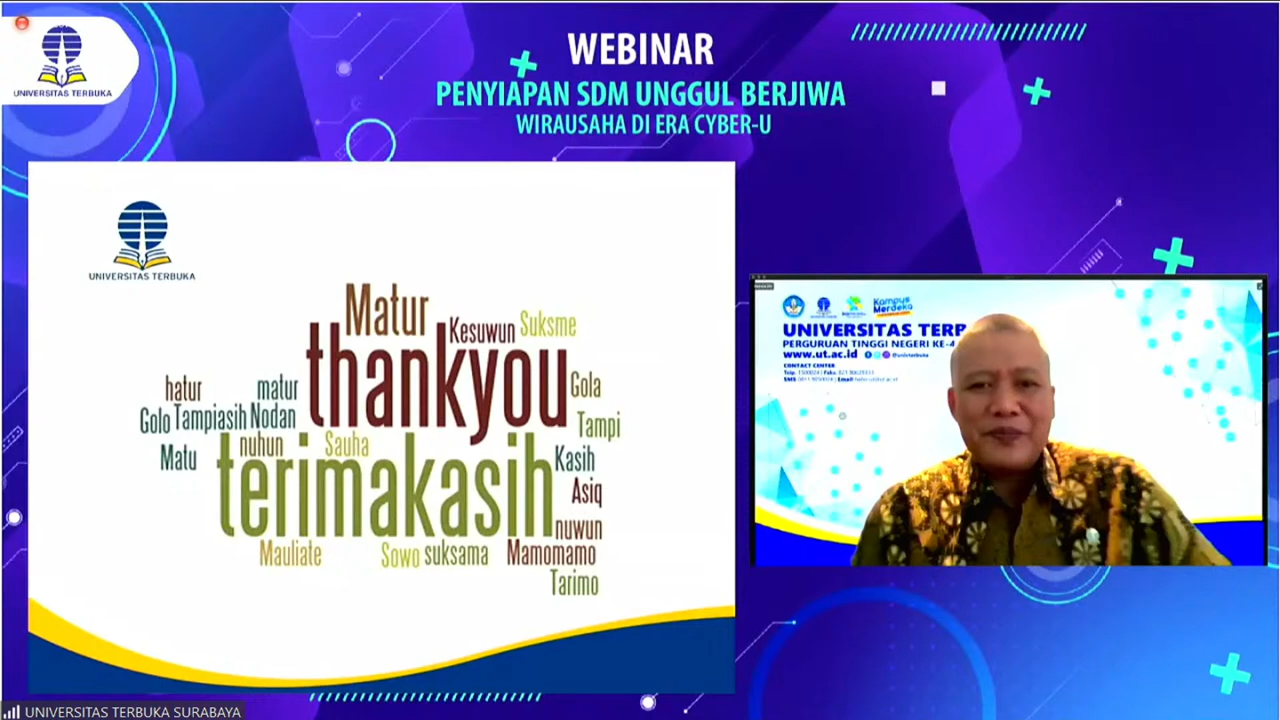 UNIVERSITAS TERBUKA
WEBINAR
PENYIAPAN SDM UNGGUL BERJIWA
WIRAUSAHA DI ERA CYBER-U
UNIVERSITAS TERBUKA
Matur
Kesuwun Suksme
thankyou
hatur matur Gola
Golo Tampiasih Nodan Tampi
nuhun Sauha
Matu terimakasih Kasih
Asiq
nuwun
Mauliate Sowo suksama Mamomamo
Tarimo
Kampus
Merdeka
UNIVERSITAS TERB
PERGURUAN TINGGI NEGERI KE-4
www.ut.ac.id
CONTACT CENTER
UNIVERSITAS TERBUKA SURABAYA